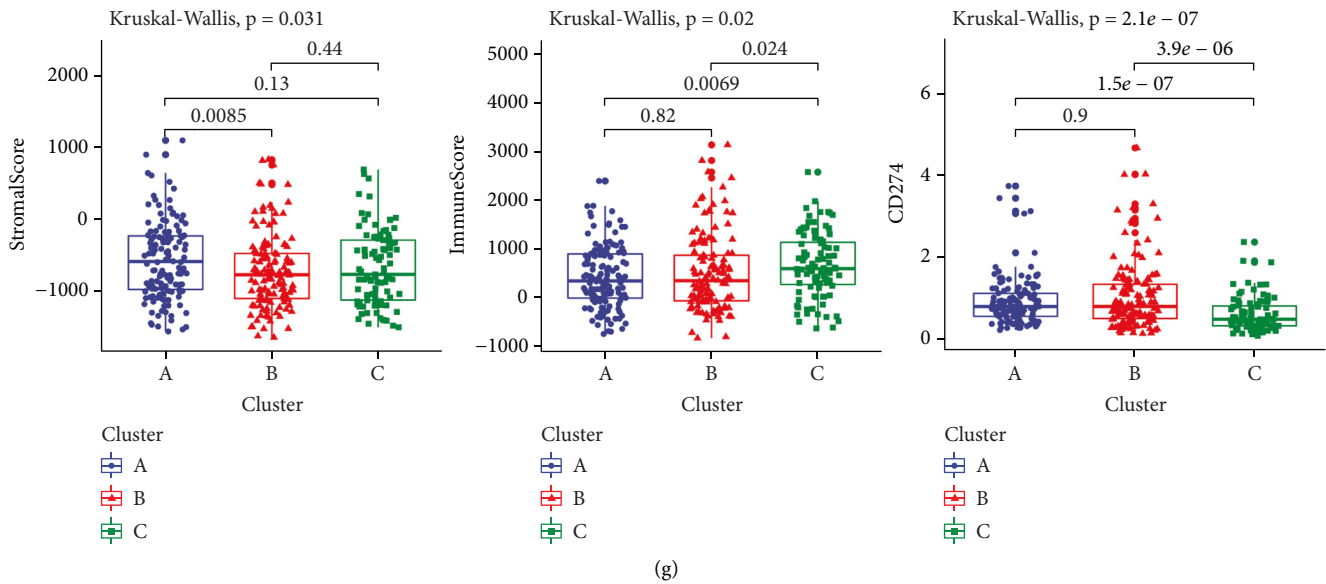 Kruskal-Wallis, p = 0.031
0.44
0.13
0.0085
2000
1000
0
−1000
StromalScore
A
B
C
Cluster
Cluster
A
B
C
Kruskal-Wallis, p = 0.02
0.024
0.0069
0.82
5000
4000
3000
2000
1000
0
−1000
ImmuneScore
A
B
C
Cluster
Cluster
A
B
C
Kruskal-Wallis, p = 2.1e − 07
3.9e − 06
1.5e − 07
0.9
6
4
2
0
CD274
A
B
C
Cluster
Cluster
A
B
C
(g)